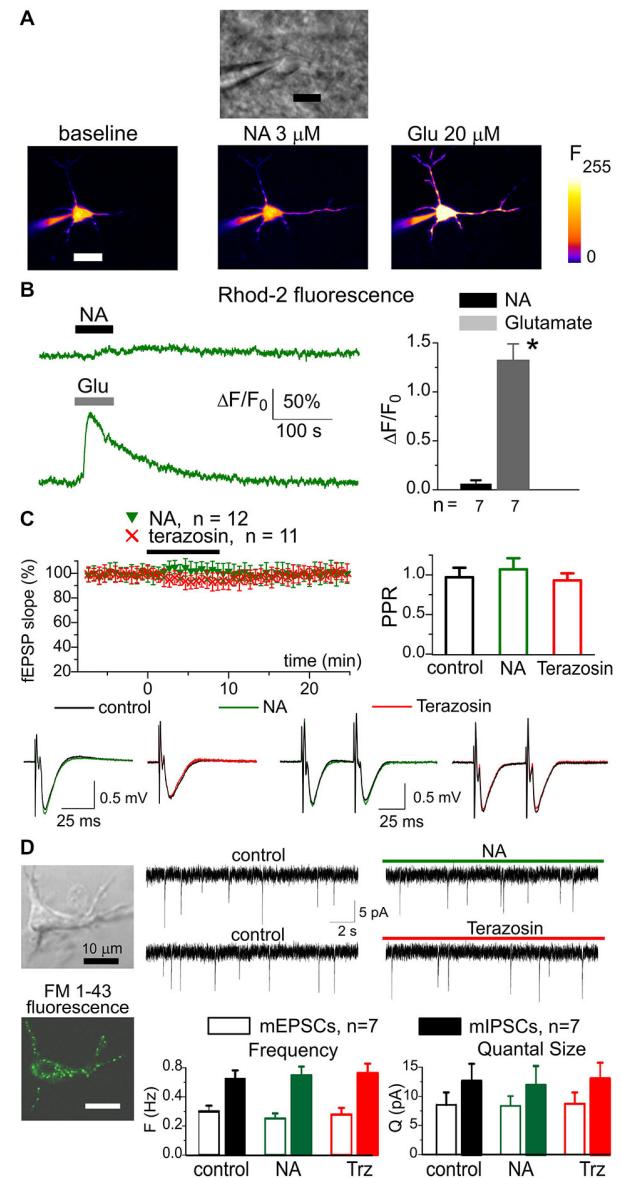 A
baseline
NA 3 μM
Glu 20 μM
F
255
0
B
Rhod-2 fluorescence
NA
Glutamate
NA
Glu
ΔF/F0
50%
100 s
ΔF/F0
1.5
1.0
0.5
0.0
n = 7 7
C
NA, n = 12
terazosin, n = 11
fEPSP slope (%)
100
80
60
40
20
0 10 20
time (min)
PPR
1.0
0.5
0.0
control NA Terazosin
control NA Terazosin
0.5 mV
25 ms
0.5 mV
25 ms
D
10 μm
control
NA
5 pA
2 s
control
Terazosin
FM 1-43
fluorescence
mEPSCs, n=7
mIPSCs, n=7
Frequency
Quantal Size
F (Hz)
0.8
0.6
0.2
0
control NA Trz
Q (pA)
15
10
5
0
control NA Trz